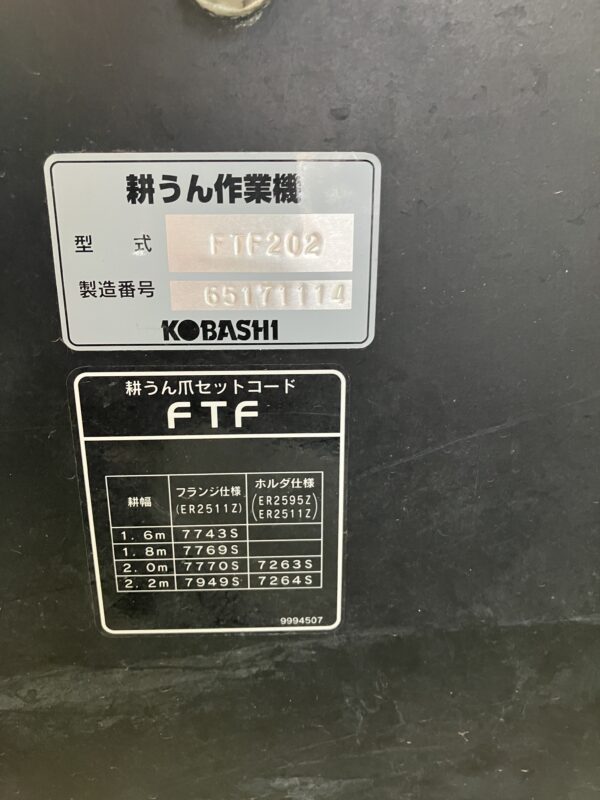 耕うん作業機
型 式 FTF202
製造番号 65171114
KOBASHI
耕うん爪セットコード
FTF
耕幅 フランジ仕様 (ER2511Z) ホルダ仕様 (ER2595Z) (ER2511Z)
1.6m 7743S
1.8m 7769S
2.0m 7770S 7263S
2.2m 7949S 7264S
9994507